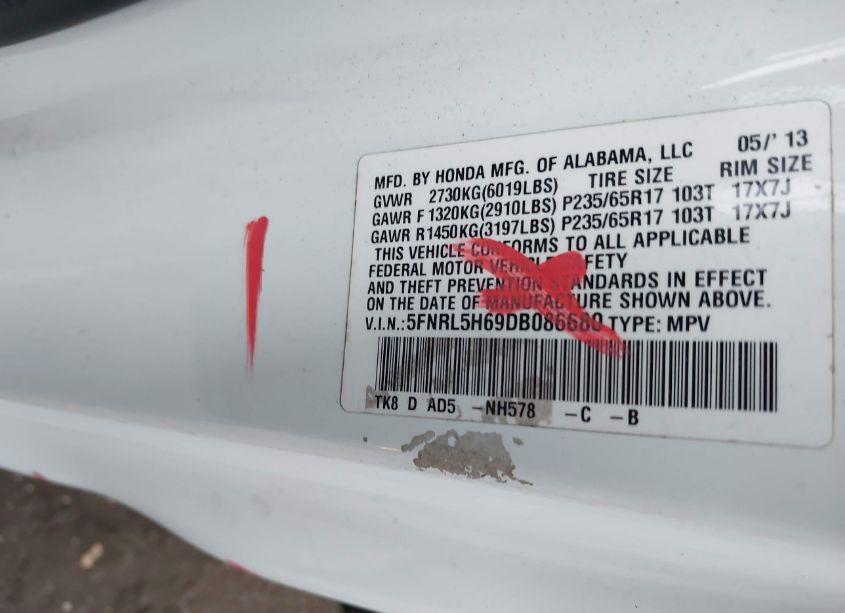 MFD. BY HONDA MFG. OF ALABAMA, LLC 05/' 13
GVWR 2730KG(6019LBS) TIRE SIZE RIM SIZE
GAWR F 1320KG(2910LBS) P235/65R17 103T 17X7J
GAWR R1450KG(3197LBS) P235/65R17 103T 17X7J
THIS VEHICLE CONFORMS TO ALL APPLICABLE
FEDERAL MOTOR VEHICLE SAFETY
AND THEFT PREVENTION STANDARDS IN EFFECT
ON THE DATE OF MANUFACTURE SHOWN ABOVE.
V.I.N.:5FNRL5H69DB086680 TYPE: MPV
TK8 D AD5 -NH578 -C -B